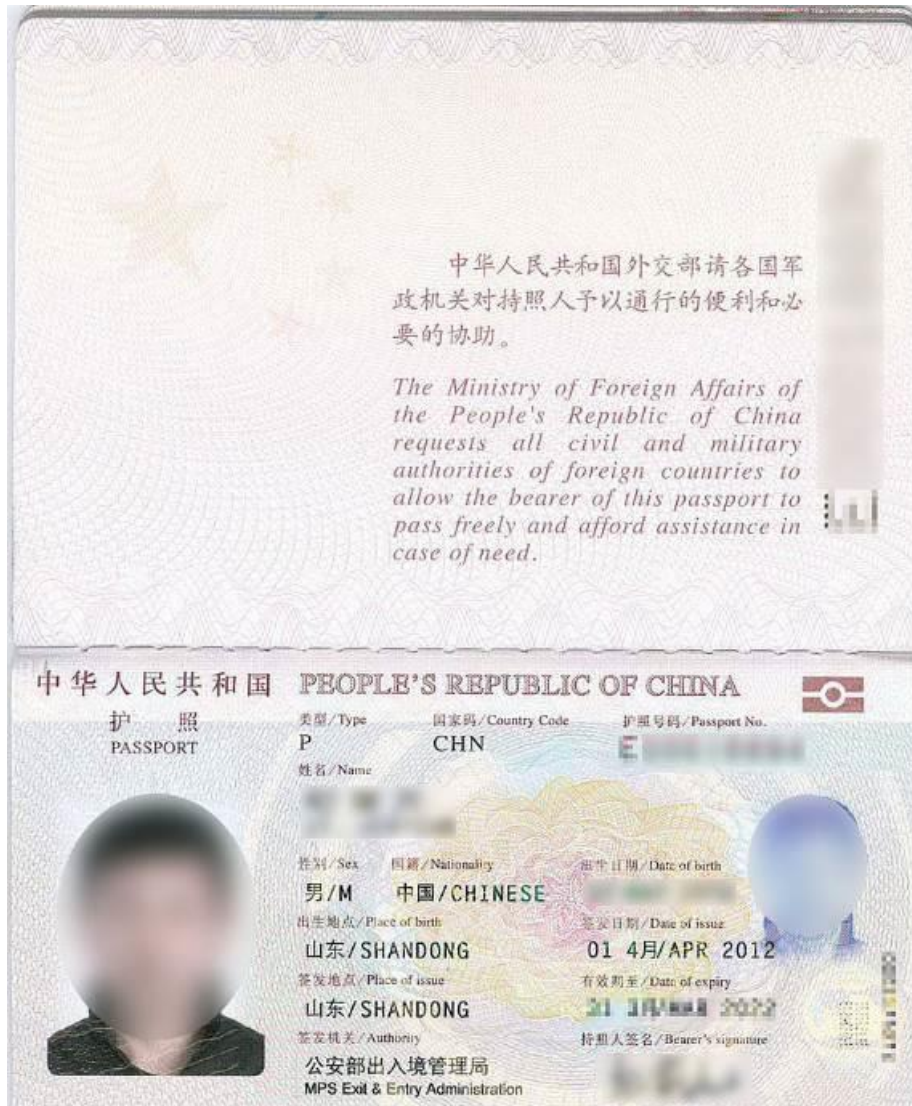 中华人民共和国外交部请各国军
政机关对持照人予以通行的便利和必
要的协助。
The Ministry of Foreign Affairs of
the People's Republic of China
requests all civil and military
authorities of foreign countries to
allow the bearer of this passport to
pass freely and afford assistance in
case of need.
中华人民共和国 PEOPLE'S REPUBLIC OF CHINA
护 照
PASSPORT
类型/Type 国家码/Country Code 护照号码/Passport No.
P CHN E
姓名/Name
性别/Sex 国籍/Nationality 出生日期/Date of birth
男/M 中国/CHINESE
出生地点/Place of birth 签发日期/Date of issue
山东/SHANDONG 01 4月/APR 2012
签发地点/Place of issue 有效期至/Date of expiry
山东/SHANDONG 2022
签发机关/Authority 持照人签名/Bearer's signature
公安部出入境管理局
MPS Exit & Entry Administration